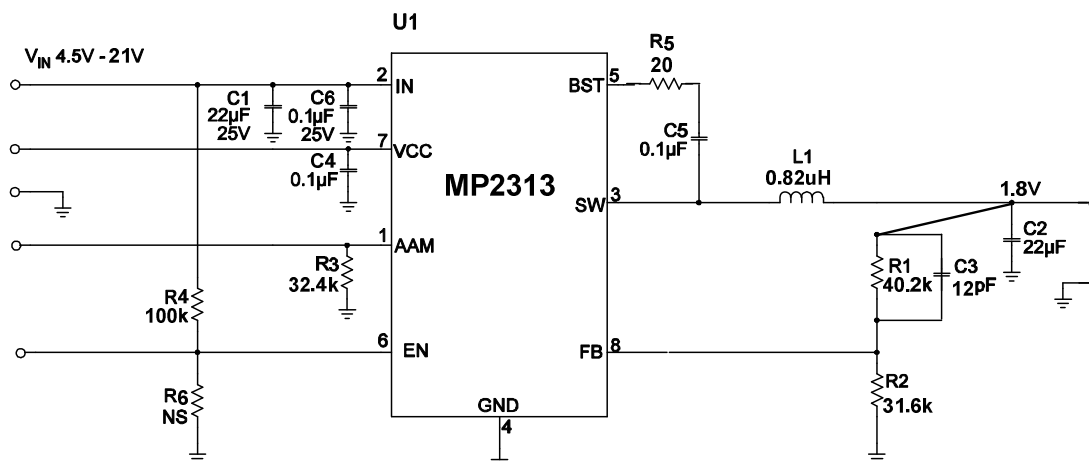 U1
V_IN 4.5V - 21V
2
IN
C1
22µF
25V
C6
0.1µF
25V
7
VCC
C4
0.1µF
MP2313
1
AAM
R3
32.4k
R4
100k
6
EN
R6
NS
GND
4
BST
5
R5
20
C5
0.1µF
SW
3
L1
0.82uH
1.8V
C2
22µF
R1
40.2k
C3
12pF
FB
8
R2
31.6k